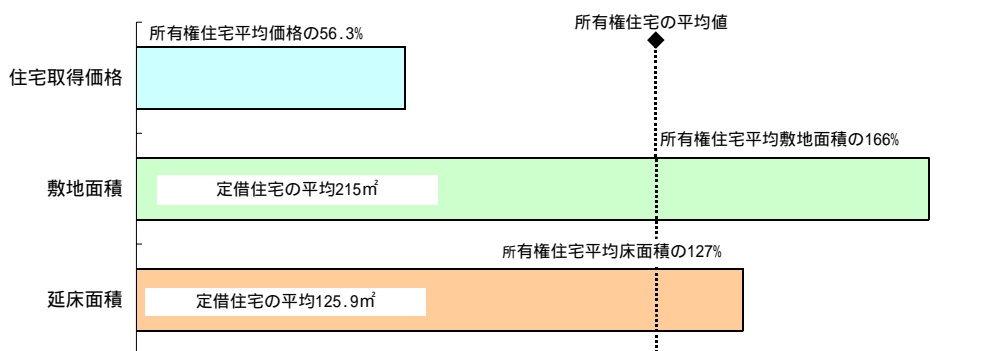 所有権住宅の平均値
所有権住宅平均価格の56.3%
住宅取得価格
所有権住宅平均敷地面積の166%
敷地面積
定借住宅の平均215㎡
所有権住宅平均床面積の127%
延床面積
定借住宅の平均125.9㎡